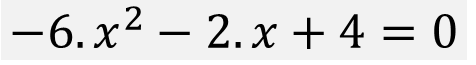 −6.x² − 2.x + 4 = 0